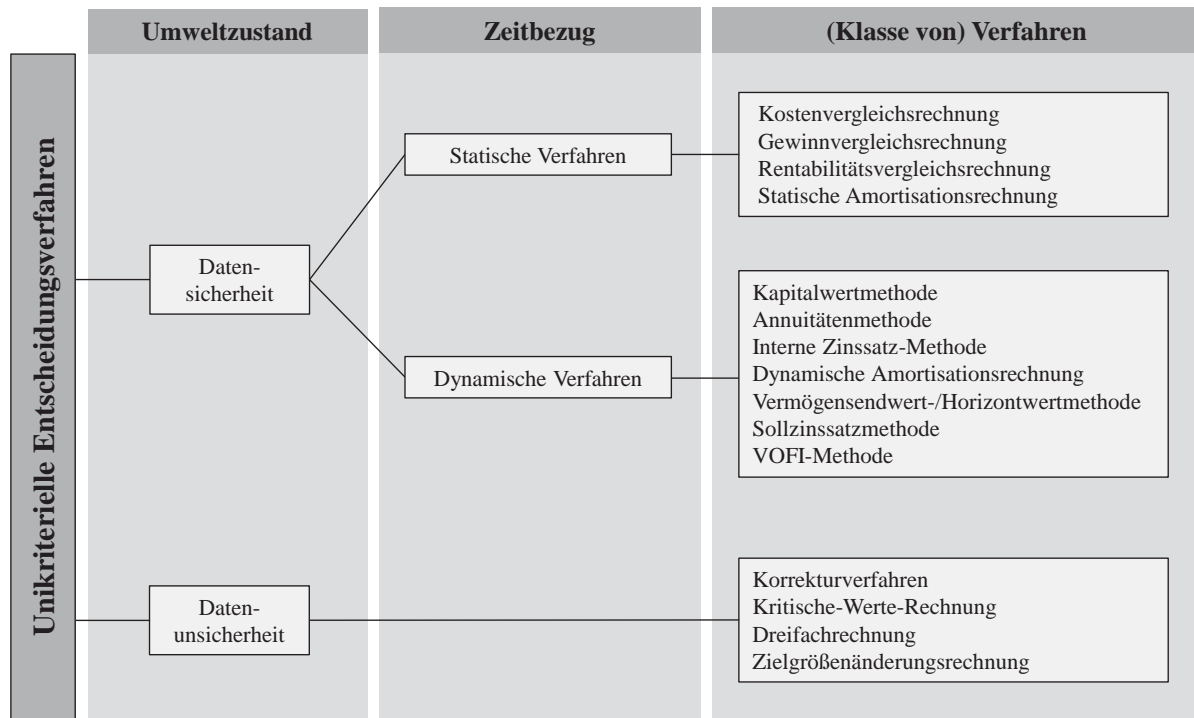 Umweltzustand
Zeitbezug
(Klasse von) Verfahren
Unikriterielle Entscheidungsverfahren
Daten-
sicherheit
Statische Verfahren
Kostenvergleichsrechnung
Gewinnvergleichsrechnung
Rentabilitätsvergleichsrechnung
Statische Amortisationsrechnung
Dynamische Verfahren
Kapitalwertmethode
Annuitätenmethode
Interne Zinssatz-Methode
Dynamische Amortisationsrechnung
Vermögensendwert-/Horizontwertmethode
Sollzinssatzmethode
VOFI-Methode
Daten-
unsicherheit
Korrekturverfahren
Kritische-Werte-Rechnung
Dreifachrechnung
Zielgrößenänderungsrechnung